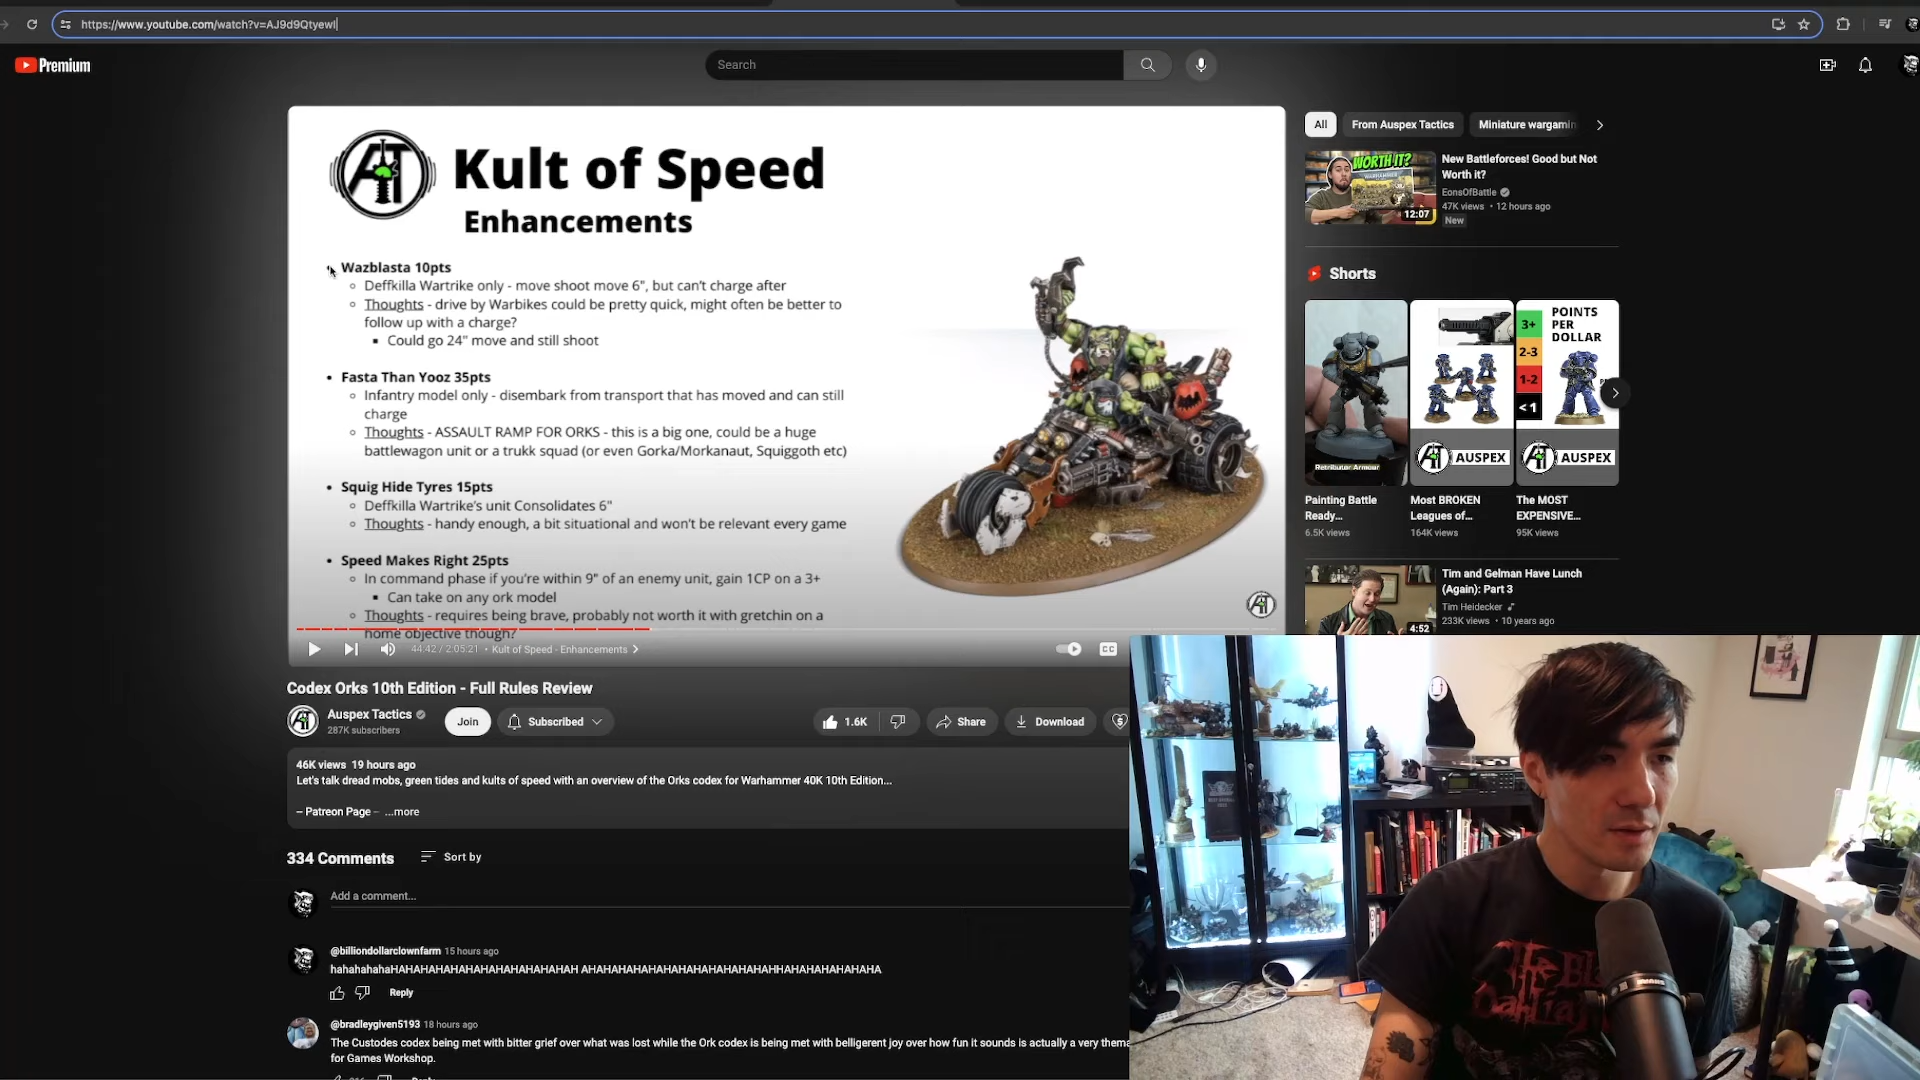 https://www.youtube.com/watch?v=AJ9d9QtyewI
Premium
Search
AT
Kult of Speed
Enhancements
• Wazblasta 10pts
Deffkilla Wartrike only - move shoot move 6", but can't charge after
Thoughts - drive by Warbikes could be pretty quick, might often be better to
follow up with a charge?
Could go 24" move and still shoot
• Fasta Than Yooz 35pts
Infantry model only - disembark from transport that has moved and can still
charge
Thoughts - ASSAULT RAMP FOR ORKS - this is a big one, could be a huge
battlewagon unit or a trukk squad (or even Gorka/Morkanaut, Squiggoth etc)
• Squig Hide Tyres 15pts
Deffkilla Wartrike's unit Consolidates 6"
Thoughts - handy enough, a bit situational and won't be relevant every game
• Speed Makes Right 25pts
In command phase if you're within 9" of an enemy unit, gain 1CP on a 3+
Can take on any ork model
Thoughts - requires being brave, probably not worth it with gretchin on a
home objective though?
44:42 / 2:05:21 • Kult of Speed - Enhancements
CC
Codex Orks 10th Edition - Full Rules Review
Auspex Tactics
287K subscribers
Join
Subscribed
1.6K
Share
Download
46K views 19 hours ago
Let's talk dread mobs, green tides and kults of speed with an overview of the Orks codex for Warhammer 40K 10th Edition...
– Patreon Page – ...more
334 Comments
Sort by
Add a comment...
@billiondollarclownfarm 15 hours ago
Reply
@bradleygiven5193 18 hours ago
The Custodes codex being met with bitter grief over what was lost while the Ork codex is being met with belligerent joy over how fun it sounds is actually a very thema
for Games Workshop.
All
From Auspex Tactics
Miniature wargamin
WORTH IT?
12:07
New Battleforces! Good but Not
Worth it?
EonsOfBattle
47K views • 12 hours ago
New
Shorts
Retributor Armour
AUSPEX
3+
2-3
1-2
< 1
POINTS
PER
DOLLAR
AUSPEX
Painting Battle
Ready...
6.5K views
Most BROKEN
Leagues of...
164K views
The MOST
EXPENSIVE...
95K views
4:52
Tim and Gelman Have Lunch
(Again): Part 3
Tim Heidecker
233K views • 10 years ago